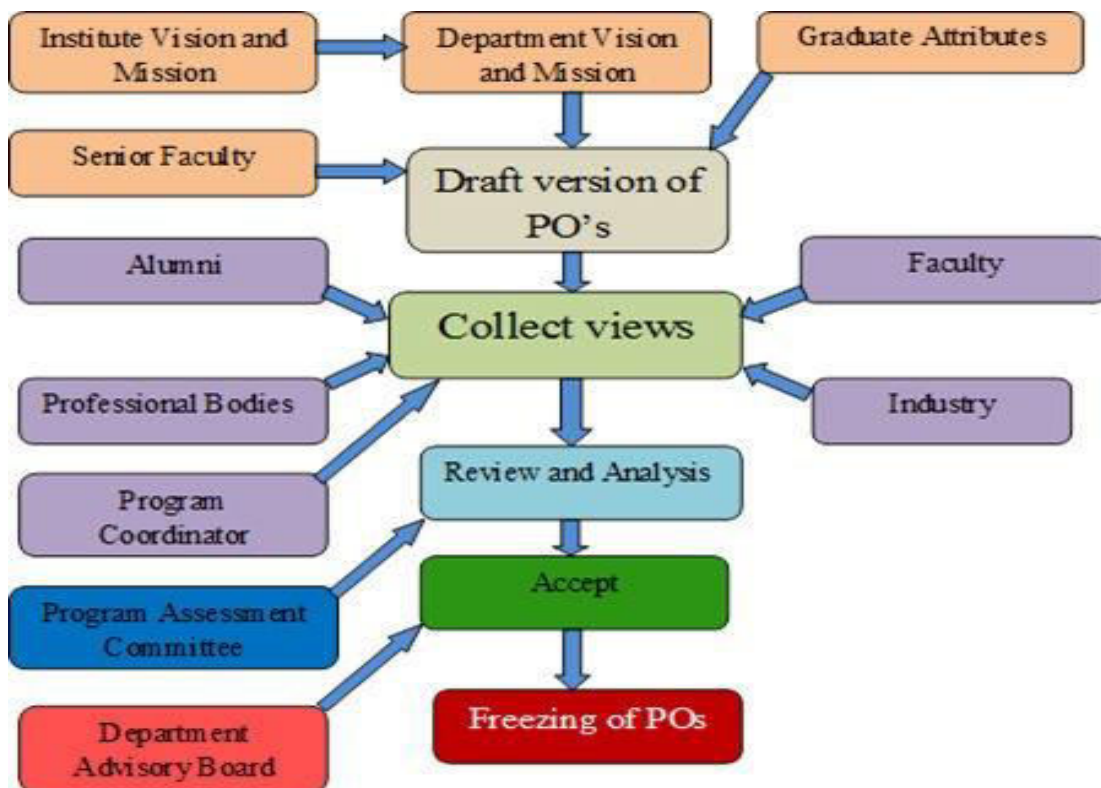 Institute Vision and
Mission
Department Vision
and Mission
Graduate Attributes
Senior Faculty
Draft version of
PO’s
Alumni
Faculty
Collect views
Professional Bodies
Industry
Review and Analysis
Program
Coordinator
Accept
Program Assessment
Committee
Freezing of POs
Department
Advisory Board